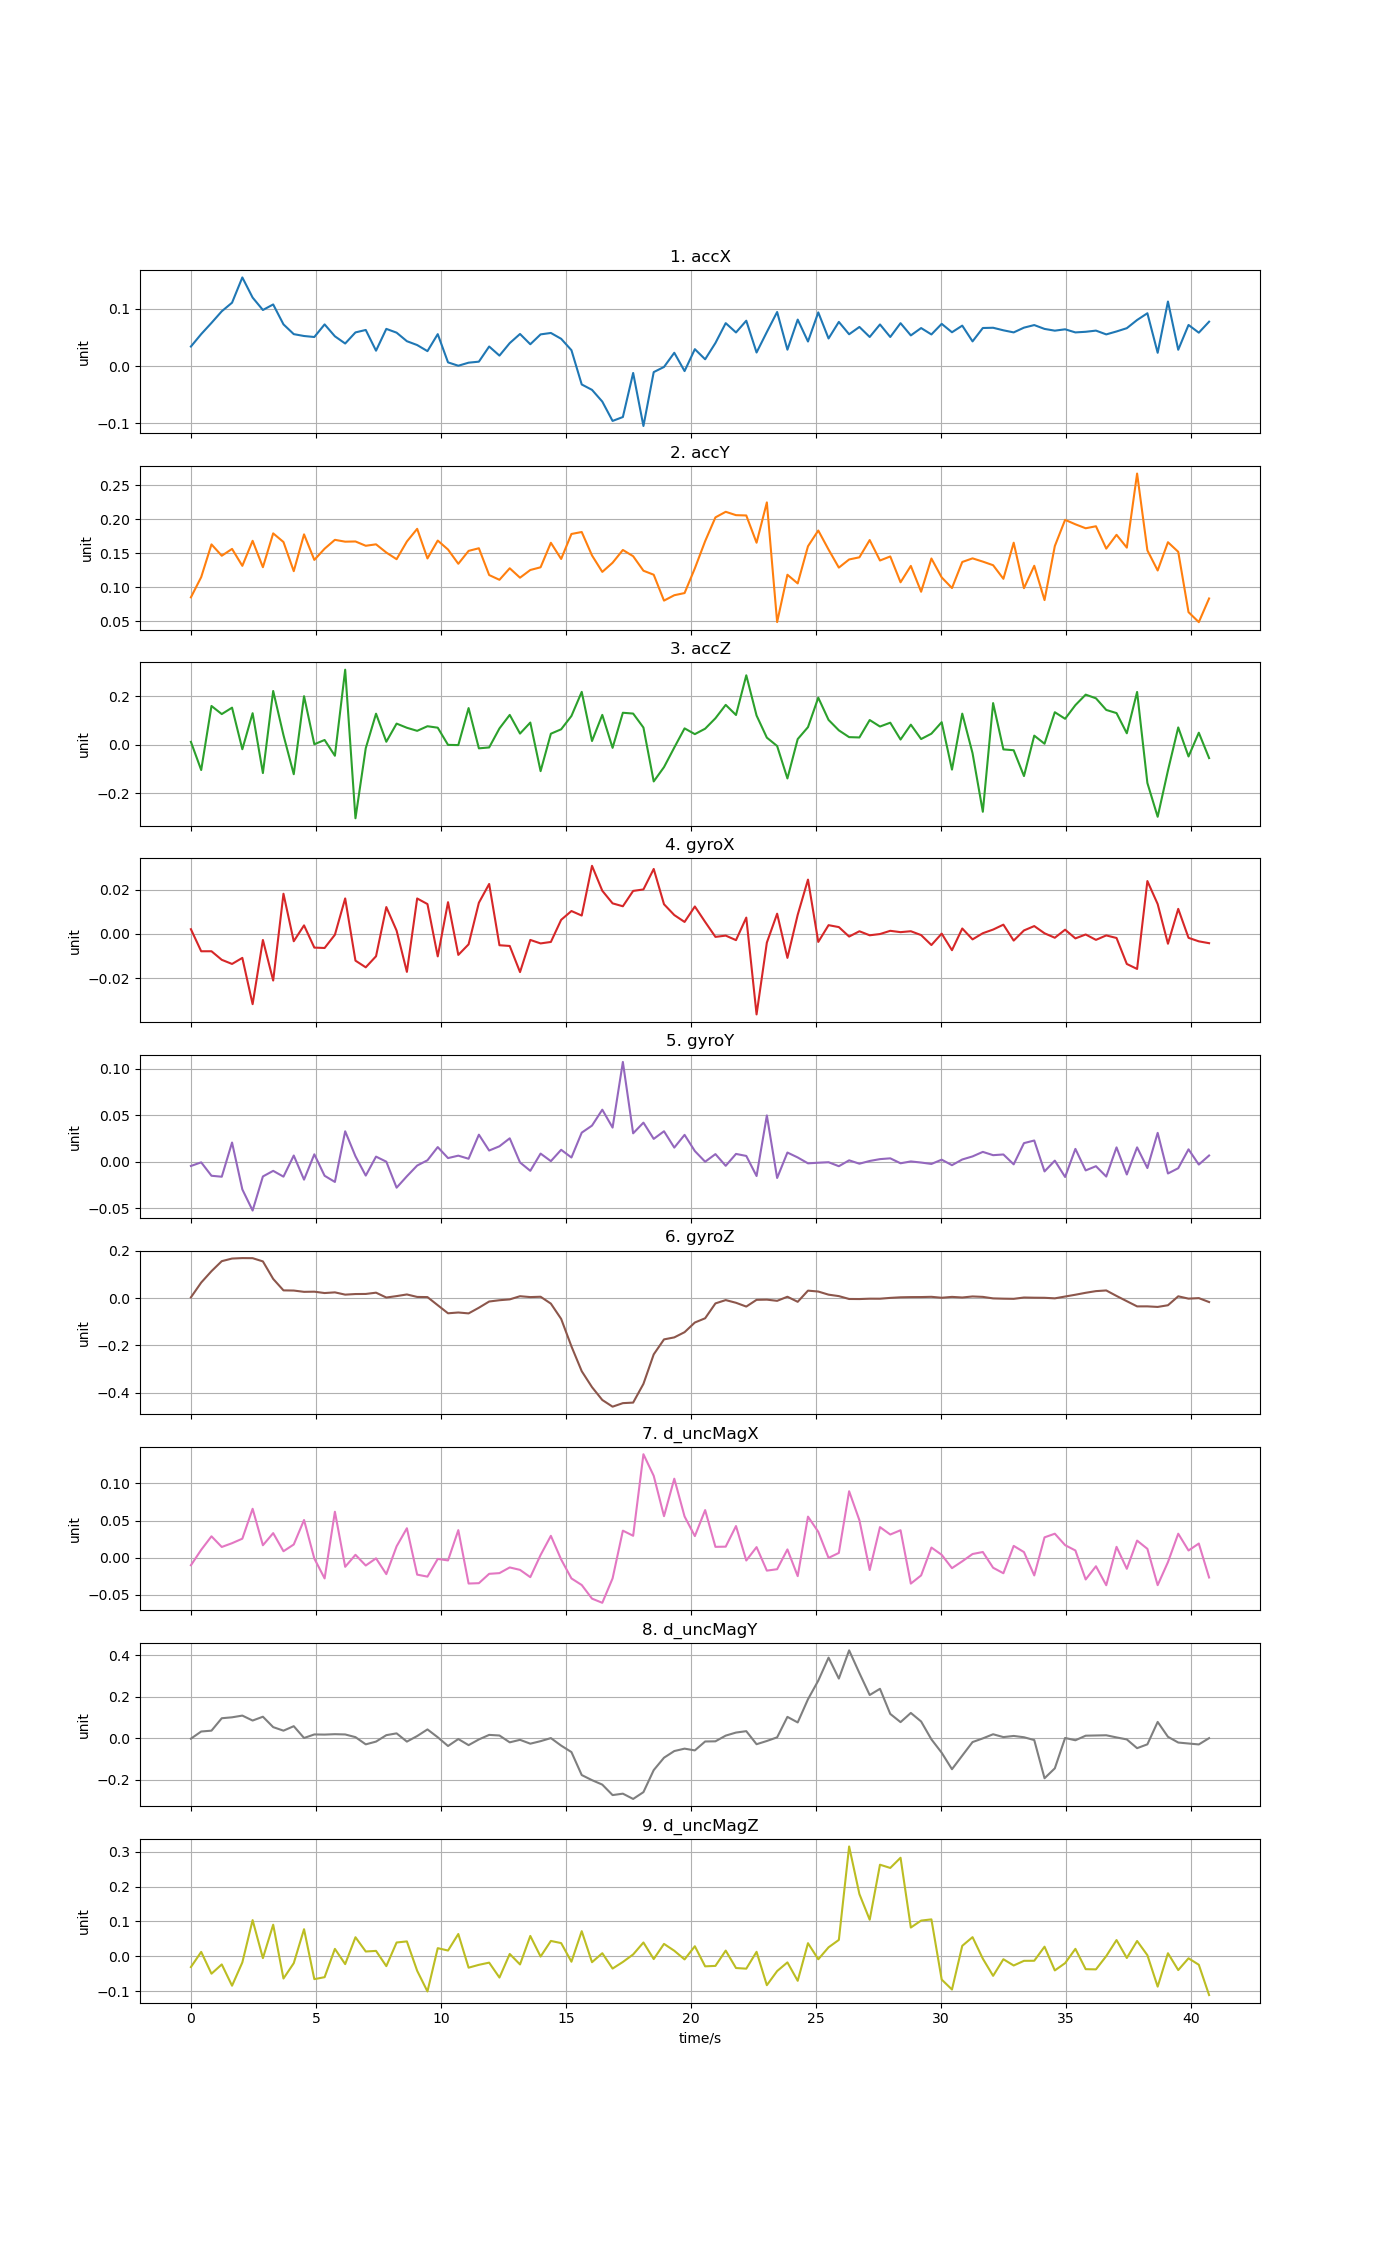 1. accX
0.1
0.0
−0.1
unit
2. accY
0.25
0.20
0.15
0.10
0.05
unit
3. accZ
0.2
0.0
−0.2
unit
4. gyroX
0.02
0.00
−0.02
unit
5. gyroY
0.10
0.05
0.00
−0.05
unit
6. gyroZ
0.2
0.0
−0.2
−0.4
unit
7. d_uncMagX
0.10
0.05
0.00
−0.05
unit
8. d_uncMagY
0.4
0.2
0.0
−0.2
unit
9. d_uncMagZ
0.3
0.2
0.1
0.0
−0.1
unit
0 5 10 15 20 25 30 35 40
time/s